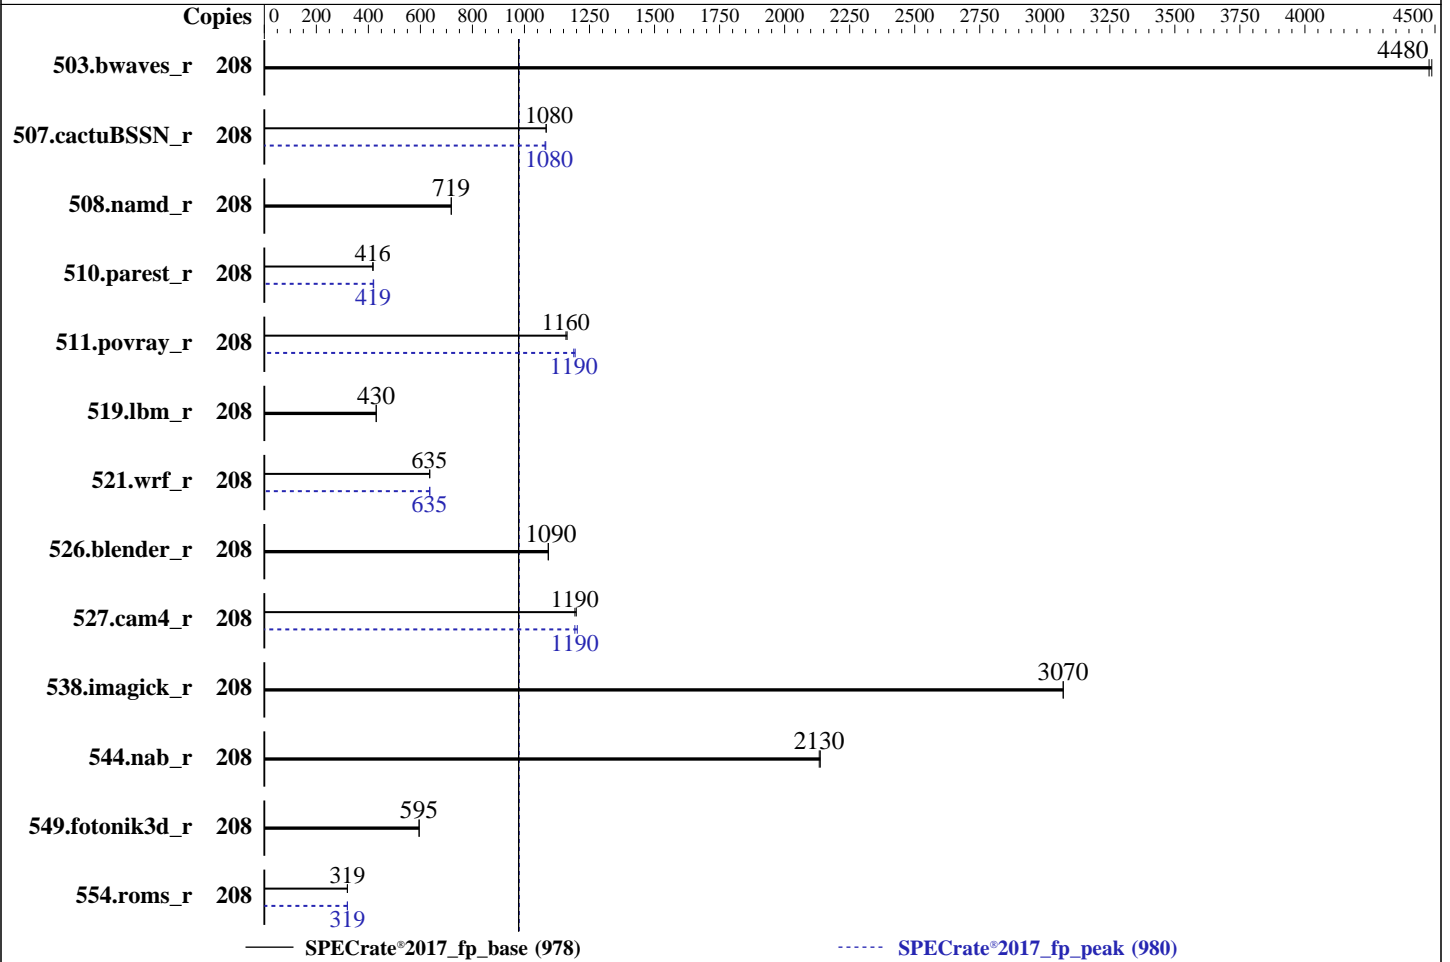 Copies 0 200 400 600 800 1000 1250 1500 1750 2000 2250 2500 2750 3000 3250 3500 3750 4000 4500
503.bwaves_r 208 4480
507.cactuBSSN_r 208 1080
1080
508.namd_r 208 719
510.parest_r 208 416
419
511.povray_r 208 1160
1190
519.lbm_r 208 430
521.wrf_r 208 635
635
526.blender_r 208 1090
527.cam4_r 208 1190
1190
538.imagick_r 208 3070
544.nab_r 208 2130
549.fotonik3d_r 208 595
554.roms_r 208 319
319
SPECrate®2017_fp_base (978) SPECrate®2017_fp_peak (980)